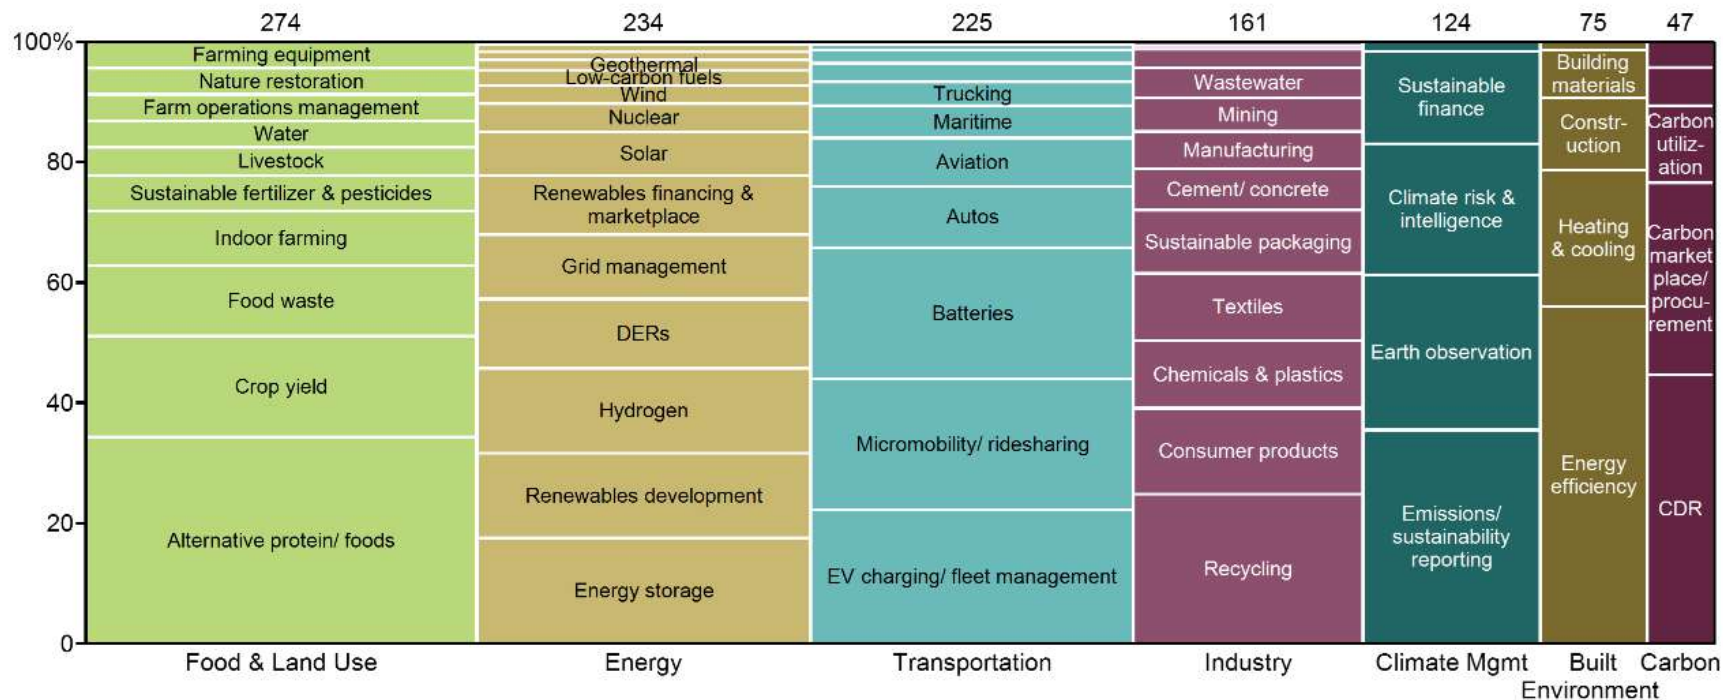 274 234 225 161 124 75 47
100%
80
60
40
20
0
Farming equipment
Nature restoration
Farm operations management
Water
Livestock
Sustainable fertilizer & pesticides
Indoor farming
Food waste
Crop yield
Alternative protein/ foods
Geothermal
Low-carbon fuels
Wind
Nuclear
Solar
Renewables financing &
marketplace
Grid management
DERs
Hydrogen
Renewables development
Energy storage
Trucking
Maritime
Aviation
Autos
Batteries
Micromobility/ ridesharing
EV charging/ fleet management
Wastewater
Mining
Manufacturing
Cement/ concrete
Sustainable packaging
Textiles
Chemicals & plastics
Consumer products
Recycling
Sustainable
finance
Climate risk &
intelligence
Earth observation
Emissions/
sustainability
reporting
Building
materials
Constr-
uction
Heating
& cooling
Energy
efficiency
Carbon
utiliz-
ation
Carbon
market
place/
procu-
rement
CDR
Food & Land Use
Energy
Transportation
Industry
Climate Mgmt
Built
Environment
Carbon